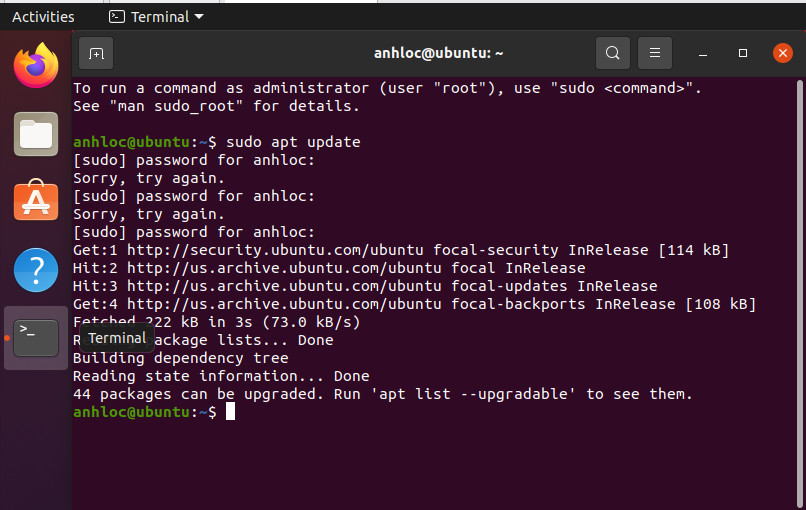 Activities
Terminal
anhloc@ubuntu: ~
To run a command as administrator (user "root"), use "sudo <command>".
See "man sudo_root" for details.
anhloc@ubuntu:~$ sudo apt update
[sudo] password for anhloc:
Sorry, try again.
[sudo] password for anhloc:
Sorry, try again.
[sudo] password for anhloc:
Get:1 http://security.ubuntu.com/ubuntu focal-security InRelease [114 kB]
Hit:2 http://us.archive.ubuntu.com/ubuntu focal InRelease
Hit:3 http://us.archive.ubuntu.com/ubuntu focal-updates InRelease
Get:4 http://us.archive.ubuntu.com/ubuntu focal-backports InRelease [108 kB]
Fetched 222 kB in 3s (73.0 kB/s)
Terminal
package lists... Done
Building dependency tree
Reading state information... Done
44 packages can be upgraded. Run 'apt list --upgradable' to see them.
anhloc@ubuntu:~$